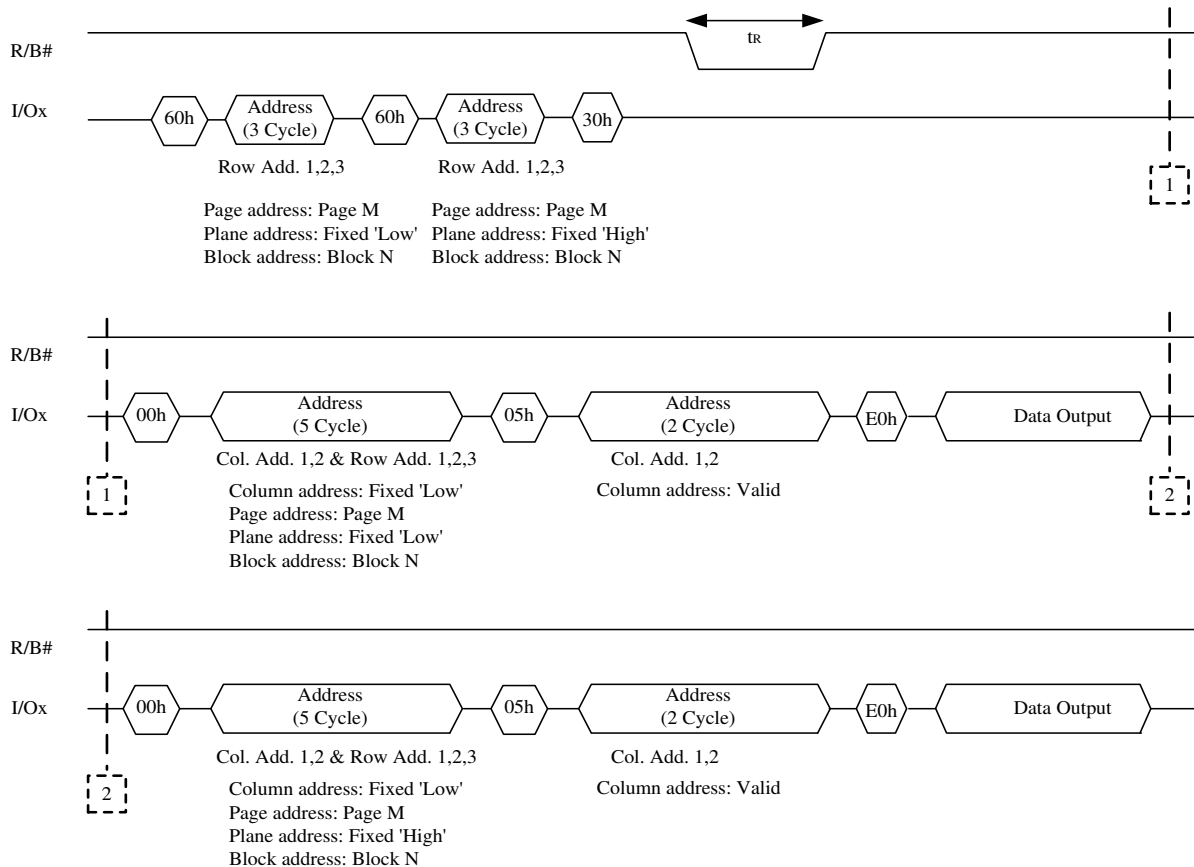 tR
R/B#
I/Ox
60h
Address
(3 Cycle)
60h
Address
(3 Cycle)
30h
Row Add. 1,2,3
Row Add. 1,2,3
1
Page address: Page M
Plane address: Fixed 'Low'
Block address: Block N
Page address: Page M
Plane address: Fixed 'High'
Block address: Block N
R/B#
I/Ox
00h
Address
(5 Cycle)
05h
Address
(2 Cycle)
E0h
Data Output
Col. Add. 1,2 & Row Add. 1,2,3
Col. Add. 1,2
1
Column address: Fixed 'Low'
Page address: Page M
Plane address: Fixed 'Low'
Block address: Block N
Column address: Valid
2
R/B#
I/Ox
00h
Address
(5 Cycle)
05h
Address
(2 Cycle)
E0h
Data Output
Col. Add. 1,2 & Row Add. 1,2,3
Col. Add. 1,2
2
Column address: Fixed 'Low'
Page address: Page M
Plane address: Fixed 'High'
Block address: Block N
Column address: Valid